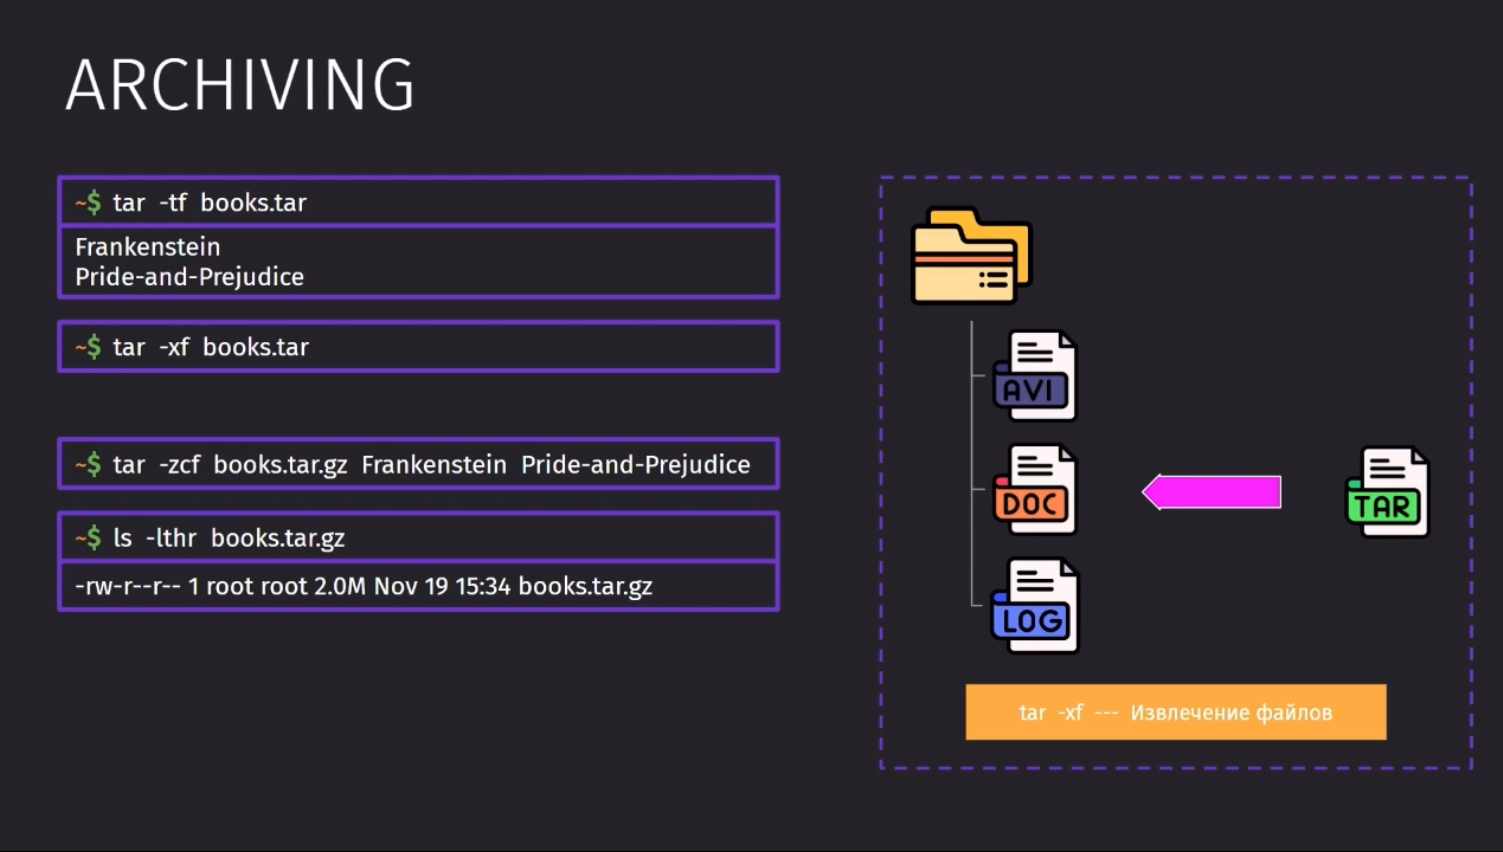 ARCHIVING
~$ tar -tf books.tar
Frankenstein
Pride-and-Prejudice
~$ tar -xf books.tar
~$ tar -zcf books.tar.gz Frankenstein Pride-and-Prejudice
~$ ls -lthr books.tar.gz
-rw-r--r-- 1 root root 2.0M Nov 19 15:34 books.tar.gz
AVI
DOC
TAR
LOG
tar -xf --- Извлечение файлов